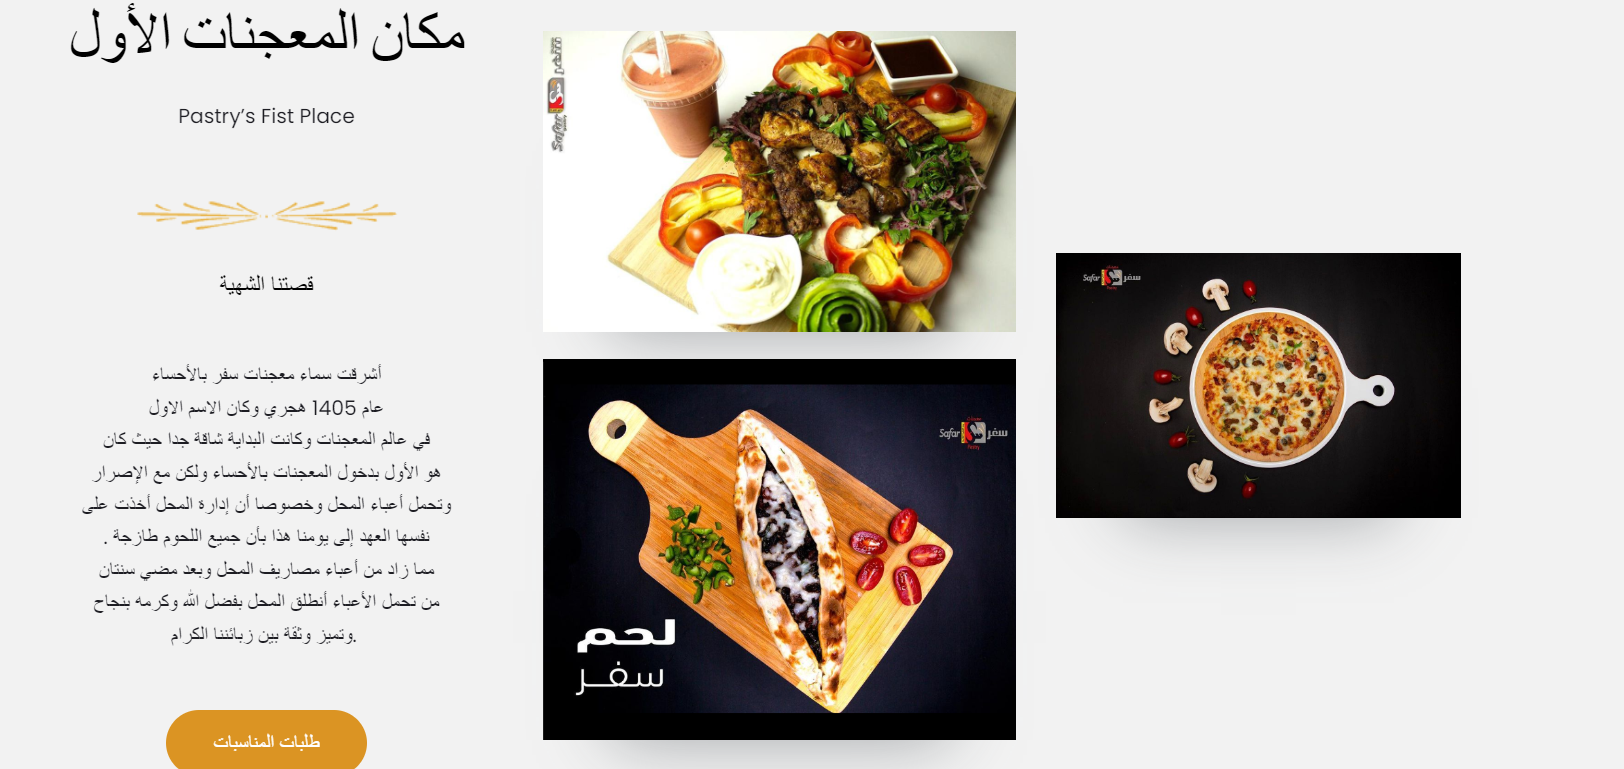 مكان المعجنات الأول
Pastry’s Fist Place
قصتنا الشهية
أشرقت سماء معجنات سفر بالأحساء
عام 1405 هجري وكان الاسم الاول
في عالم المعجنات وكانت البداية شاقة جدا حيث كان
هو الأول بدخول المعجنات بالأحساء ولكن مع الإصرار
وتحمل أعباء المحل وخصوصا أن إدارة المحل أخذت على
نفسها العهد إلى يومنا هذا بأن جميع اللحوم طازجة .
مما زاد من أعباء مصاريف المحل وبعد مضي سنتان
من تحمل الأعباء أنطلق المحل بفضل الله وكرمه بنجاح
.وتميز وثقة بين زبائننا الكرام
طلبات المناسبات
Safar سفر
Safar سفر
لحم
سفر
Safar سفر